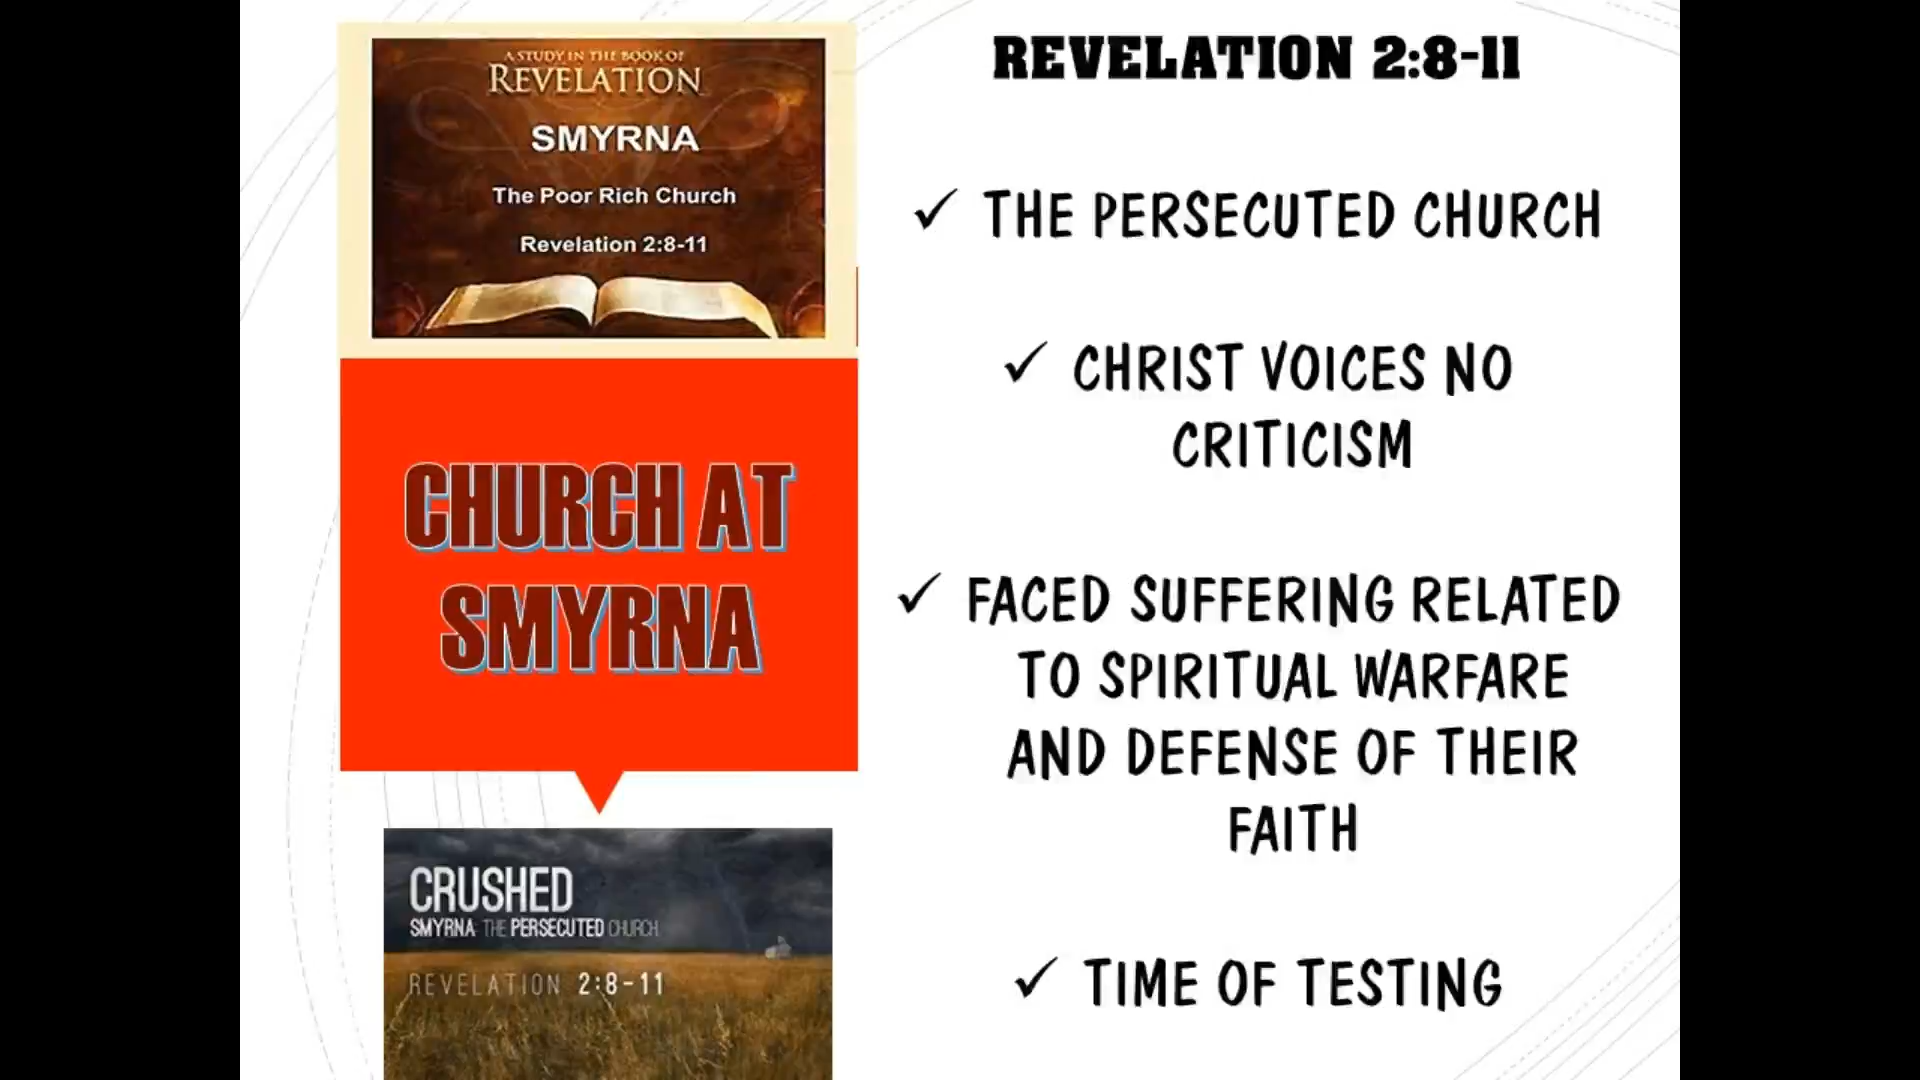 A STUDY IN THE BOOK OF
REVELATION
SMYRNA
The Poor Rich Church
Revelation 2:8-11
CHURCH AT
SMYRNA
CRUSHED
SMYRNA THE PERSECUTED CHURCH
REVELATION 2:8-11
REVELATION 2:8-11
✓ THE PERSECUTED CHURCH
✓ CHRIST VOICES NO
CRITICISM
✓ FACED SUFFERING RELATED
TO SPIRITUAL WARFARE
AND DEFENSE OF THEIR
FAITH
✓ TIME OF TESTING